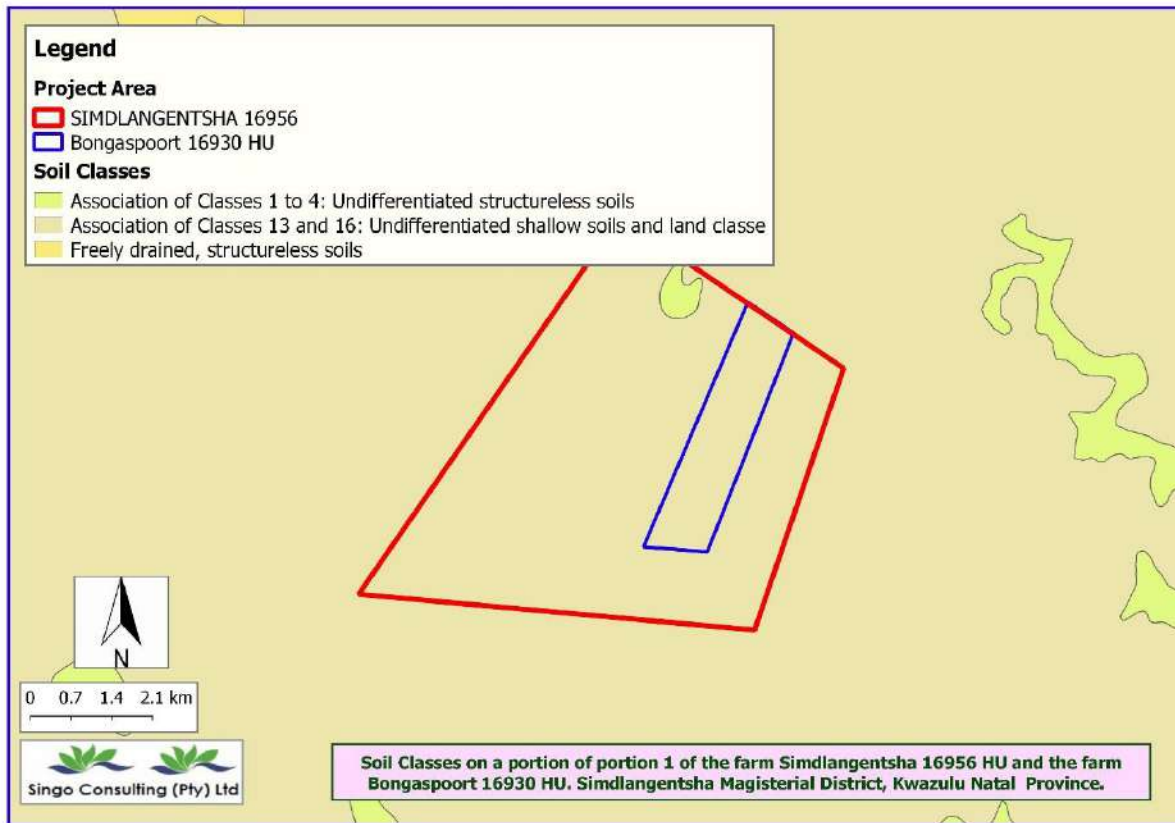 Legend
Project Area
SIMDLANGENTSHA 16956
Bongaspoort 16930 HU
Soil Classes
Association of Classes 1 to 4: Undifferentiated structureless soils
Association of Classes 13 and 16: Undifferentiated shallow soils and land classe
Freely drained, structureless soils
N
0 0.7 1.4 2.1 km
Singo Consulting (Pty) Ltd
Soil Classes on a portion of portion 1 of the farm Simdlangentsha 16956 HU and the farm
Bongaspoort 16930 HU. Simdlangentsha Magisterial District, Kwazulu Natal Province.